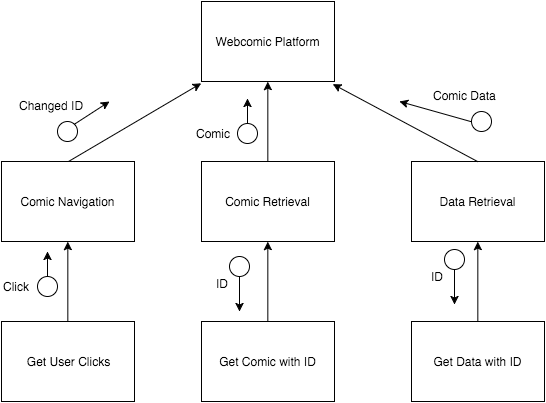 Webcomic Platform
Changed ID
Comic
Comic Data
Comic Navigation
Comic Retrieval
Data Retrieval
Click
ID
ID
Get User Clicks
Get Comic with ID
Get Data with ID